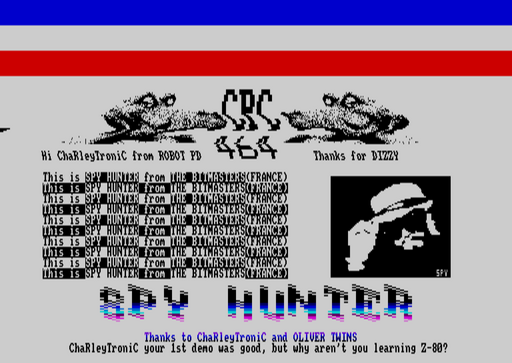 CPC
464
Hi ChaRleyTroniC from ROBOT PD
Thanks for DIZZY
This is SPY HUNTER from THE BITMASTERS(FRANCE)
This is SPY HUNTER from THE BITMASTERS(FRANCE)
This is SPY HUNTER from THE BITMASTERS(FRANCE)
This is SPY HUNTER from THE BITMASTERS(FRANCE)
This is SPY HUNTER from THE BITMASTERS(FRANCE)
This is SPY HUNTER from THE BITMASTERS(FRANCE)
This is SPY HUNTER from THE BITMASTERS(FRANCE)
This is SPY HUNTER from THE BITMASTERS(FRANCE)
This is SPY HUNTER from THE BITMASTERS(FRANCE)
This is SPY HUNTER from THE BITMASTERS(FRANCE)
SPY
SPY HUNTER
Thanks to ChaRleyTroniC and OLIVER TWINS
ChaRleyTroniC your 1st demo was good, but why aren't you learning Z-80?